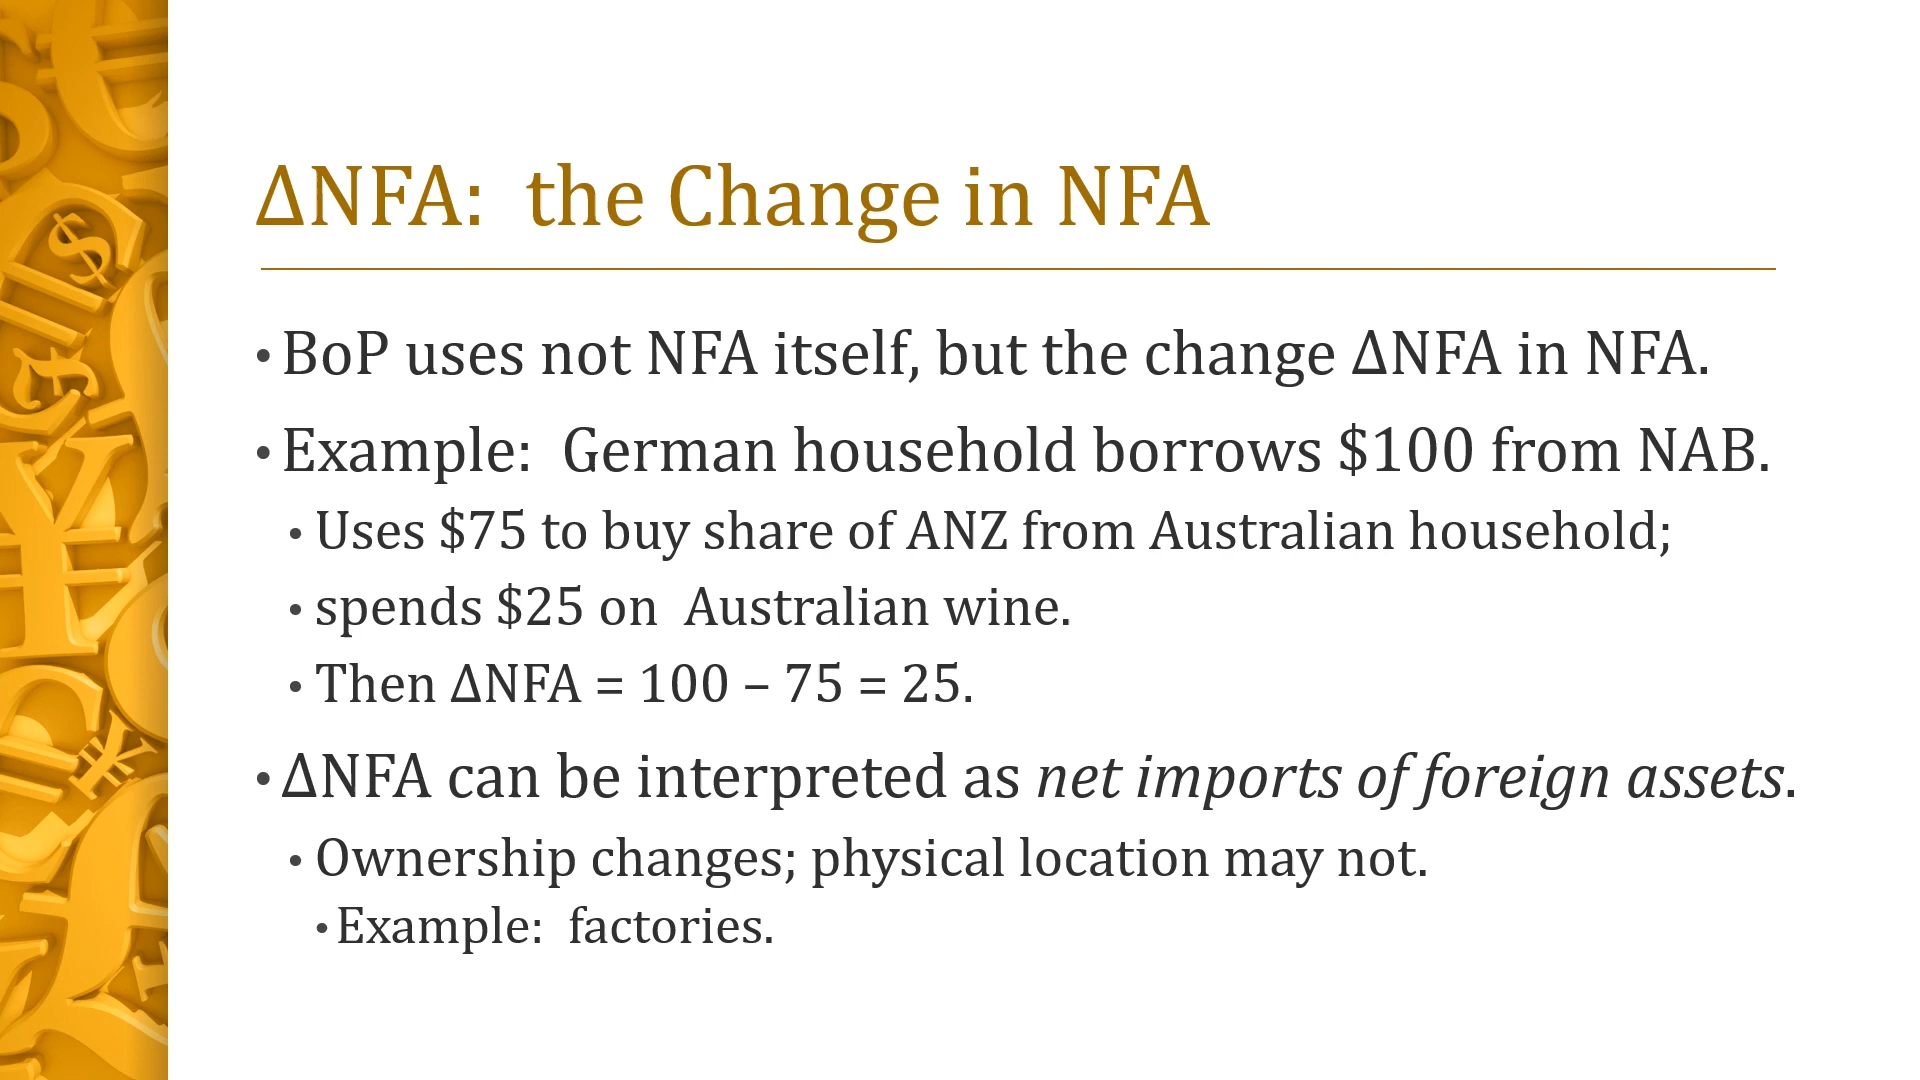 ΔNFA:  the Change in NFA
• BoP uses not NFA itself, but the change ΔNFA in NFA.
• Example:  German household borrows $100 from NAB.
• Uses $75 to buy share of ANZ from Australian household;
• spends $25 on  Australian wine.
• Then ΔNFA = 100 – 75 = 25.
• ΔNFA can be interpreted as net imports of foreign assets.
• Ownership changes; physical location may not.
• Example:  factories.